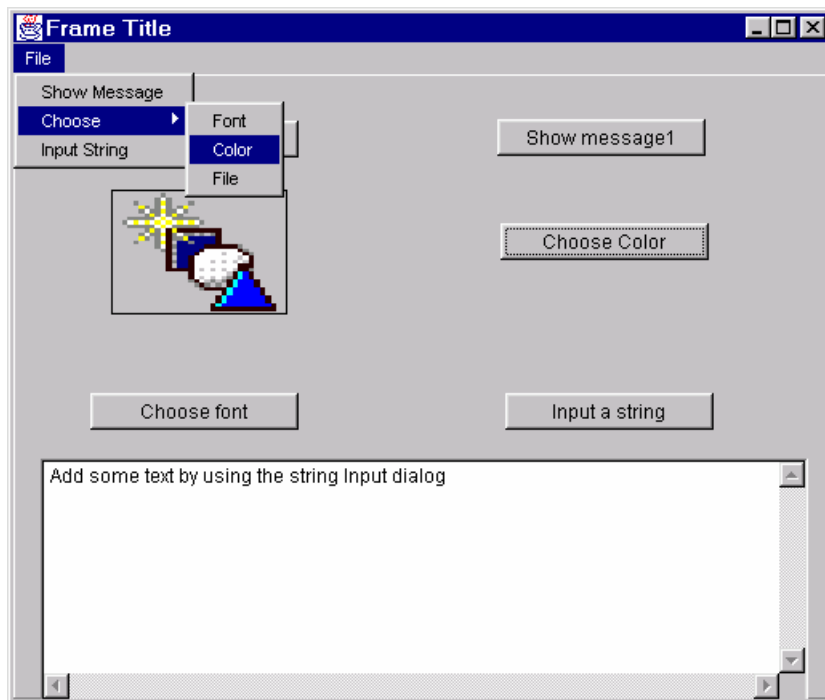 Frame Title
File
Show Message
Choose
Input String
Font
Color
File
Show message1
Choose Color
Choose font
Input a string
Add some text by using the string Input dialog